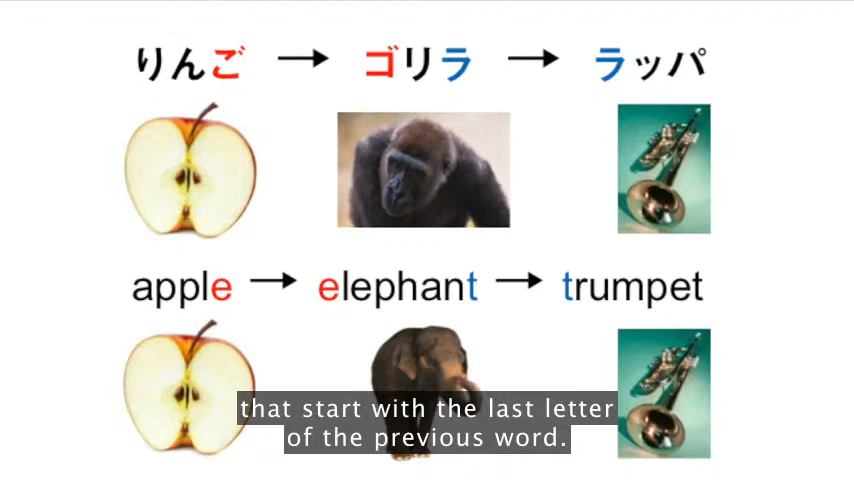 りんご → ゴリラ → ラッパ
apple → elephant → trumpet
that start with the last letter
of the previous word.